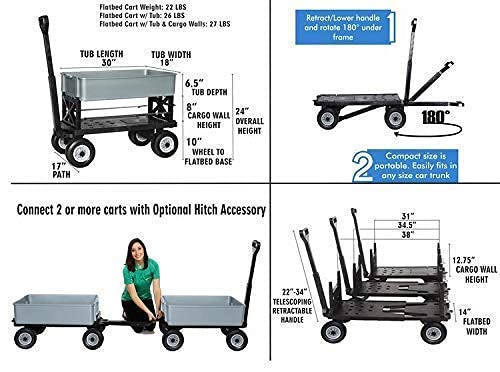 Flatbed Cart Weight: 22 LBS
Flatbed Cart w/ Tub: 26 LBS
Flatbed Cart w/ Tub & Cargo Walls: 27 LBS
TUB LENGTH
30"
TUB WIDTH
18"
6.5"
TUB DEPTH
8"
CARGO WALL
HEIGHT
24"
OVERALL
HEIGHT
10"
WHEEL TO
FLATBED BASE
17"
PATH
1
Retract/Lower handle
and rotate 180° under
frame
180°
2
Compact size is
portable. Easily fits in
any size car trunk
Connect 2 or more carts with Optional Hitch Accessory
31"
34.5"
38"
12.75"
CARGO WALL
HEIGHT
22"-34"
TELESCOPING
RETRACTABLE
HANDLE
14"
FLATBED
WIDTH